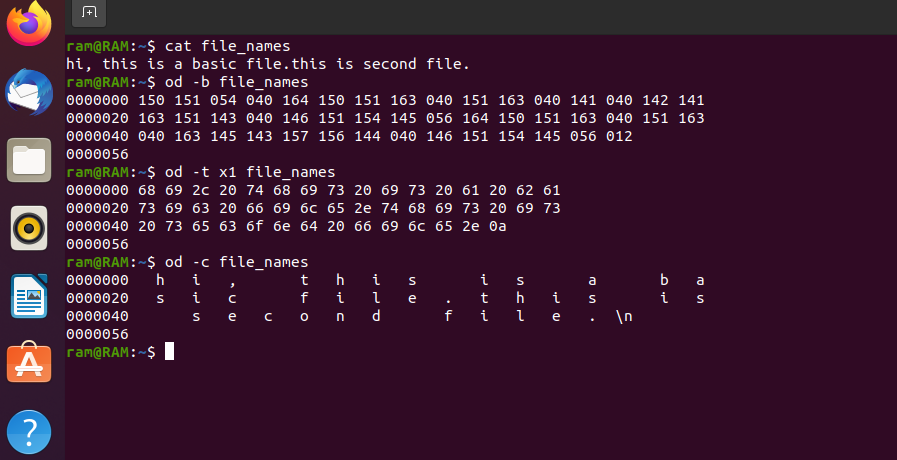 ram@RAM:~$ cat file_names
hi, this is a basic file.this is second file.
ram@RAM:~$ od -b file_names
0000000 150 151 054 040 164 150 151 163 040 151 163 040 141 040 142 141
0000020 163 151 143 040 146 151 154 145 056 164 150 151 163 040 151 163
0000040 040 163 145 143 157 156 144 040 146 151 154 145 056 012
0000056
ram@RAM:~$ od -t x1 file_names
0000000 68 69 2c 20 74 68 69 73 20 69 73 20 61 20 62 61
0000020 73 69 63 20 66 69 6c 65 2e 74 68 69 73 20 69 73
0000040 20 73 65 63 6f 6e 64 20 66 69 6c 65 2e 0a
0000056
ram@RAM:~$ od -c file_names
0000000   h   i   ,       t   h   i   s       i   s       a       b   a
0000020   s   i   c       f   i   l   e   .   t   h   i   s       i   s
0000040       s   e   c   o   n   d       f   i   l   e   .  \n
0000056
ram@RAM:~$